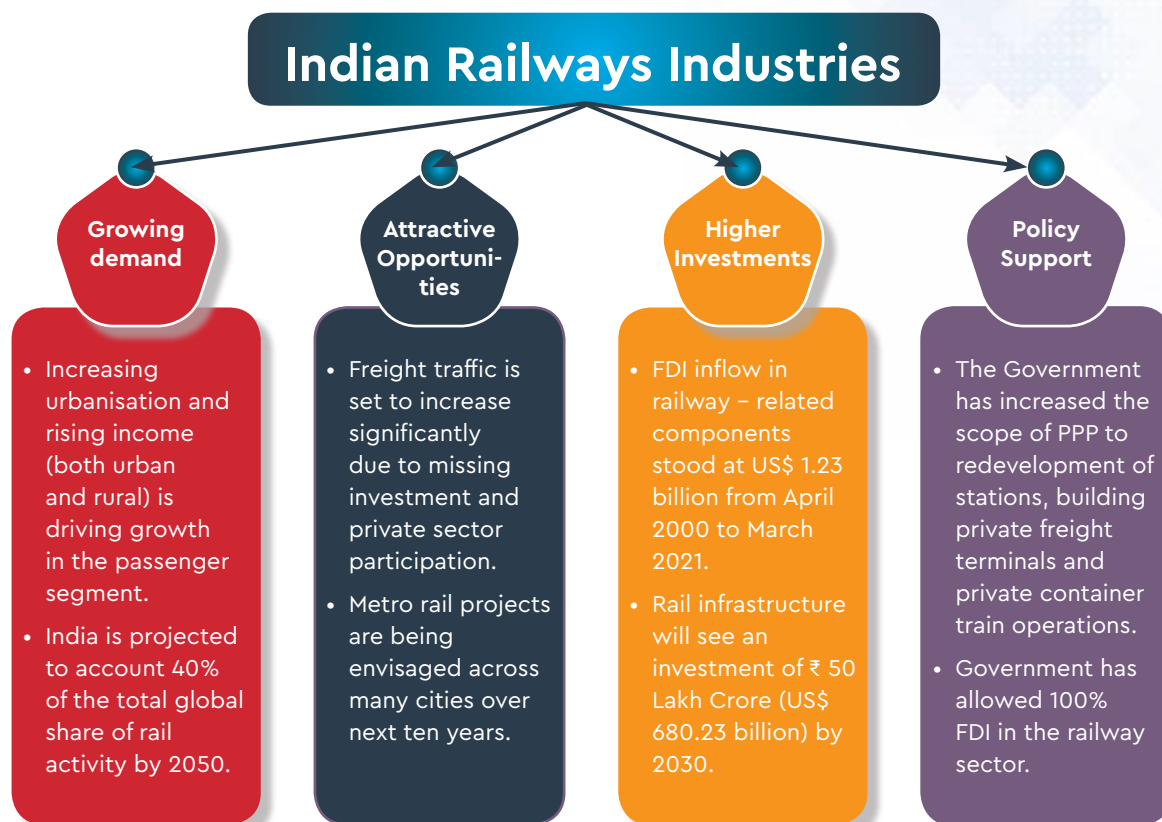 Indian Railways Industries
Growing
demand
• Increasing
urbanisation and
rising income
(both urban
and rural) is
driving growth
in the passenger
segment.
• India is projected
to account 40%
of the total global
share of rail
activity by 2050.
Attractive
Opportuni-
ties
• Freight traffic is
set to increase
significantly
due to missing
investment and
private sector
participation.
• Metro rail projects
are being
envisaged across
many cities over
next ten years.
Higher
Investments
• FDI inflow in
railway – related
components
stood at US$ 1.23
billion from April
2000 to March
2021.
• Rail infrastructure
will see an
investment of ₹ 50
Lakh Crore (US$
680.23 billion) by
2030.
Policy
Support
• The Government
has increased the
scope of PPP to
redevelopment of
stations, building
private freight
terminals and
private container
train operations.
• Government has
allowed 100%
FDI in the railway
sector.